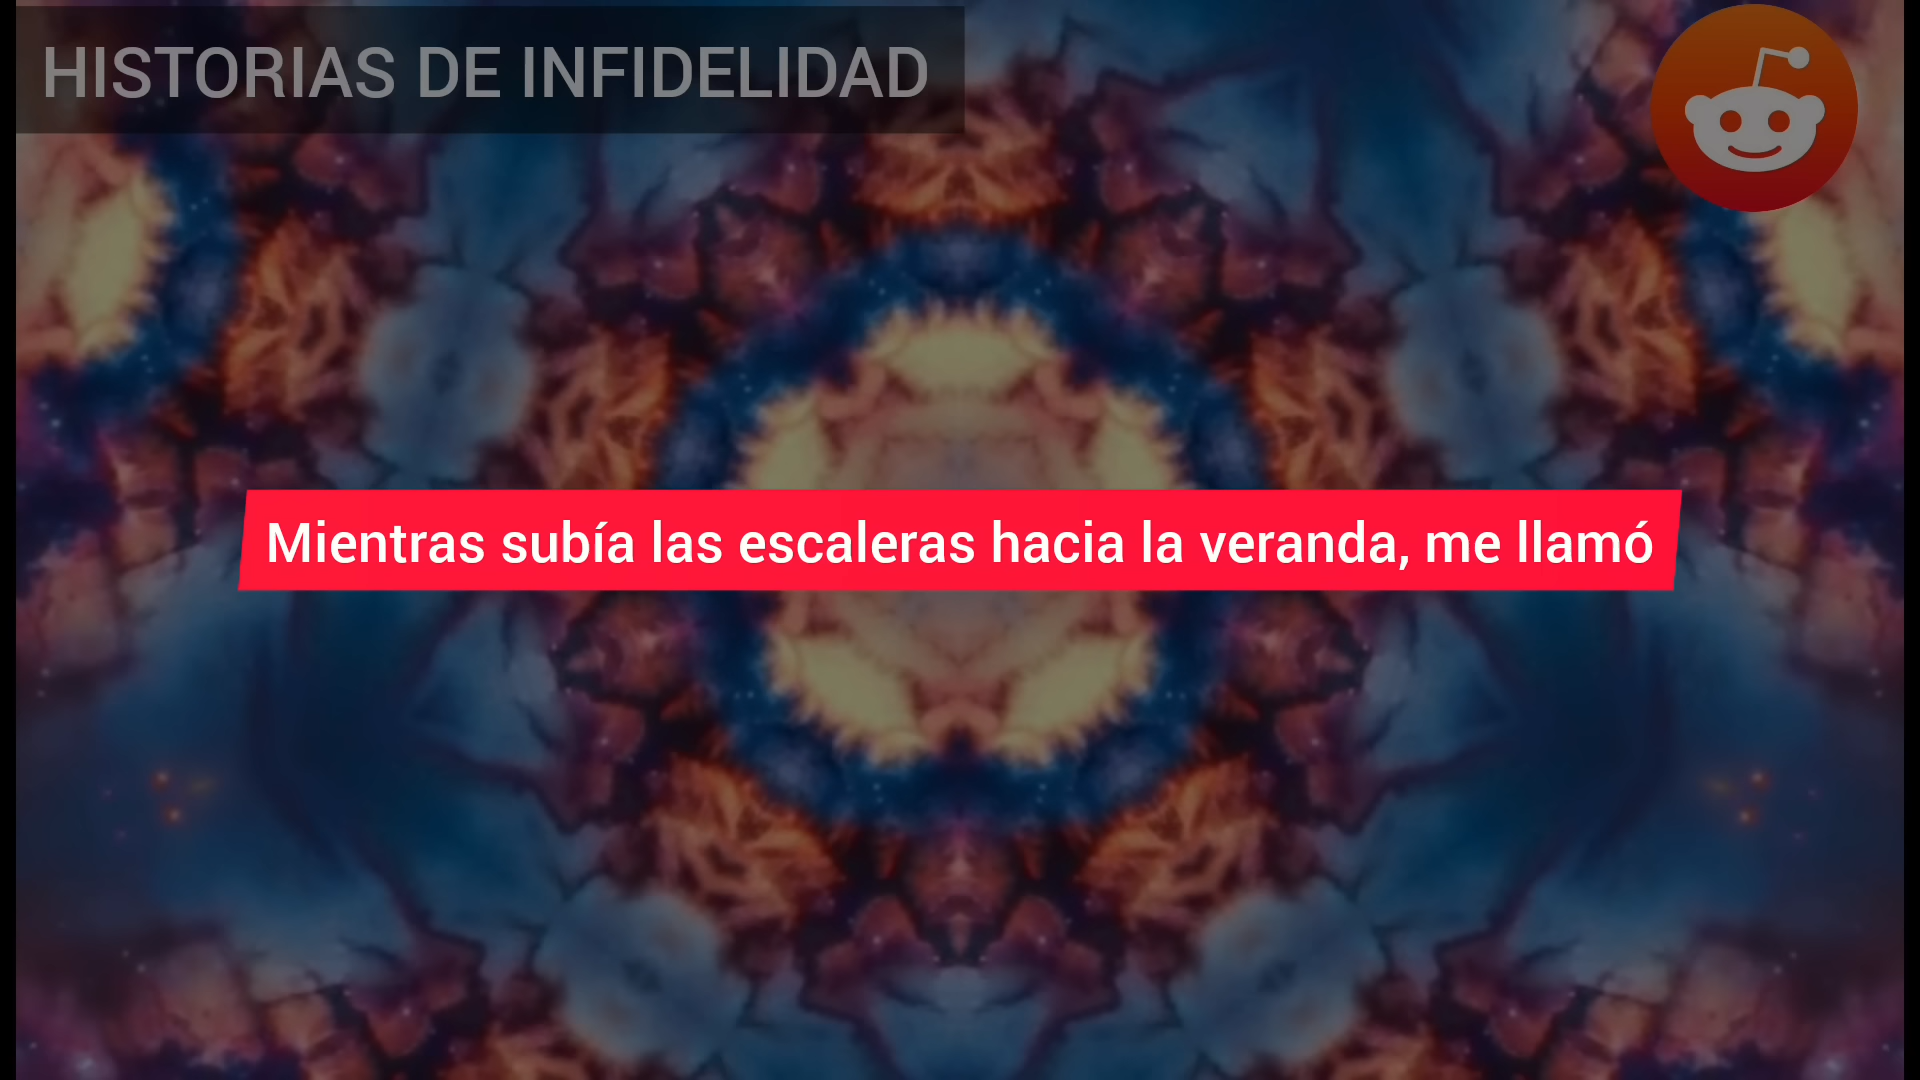 HISTORIAS DE INFIDELIDAD
Mientras subía las escaleras hacia la veranda, me llamó